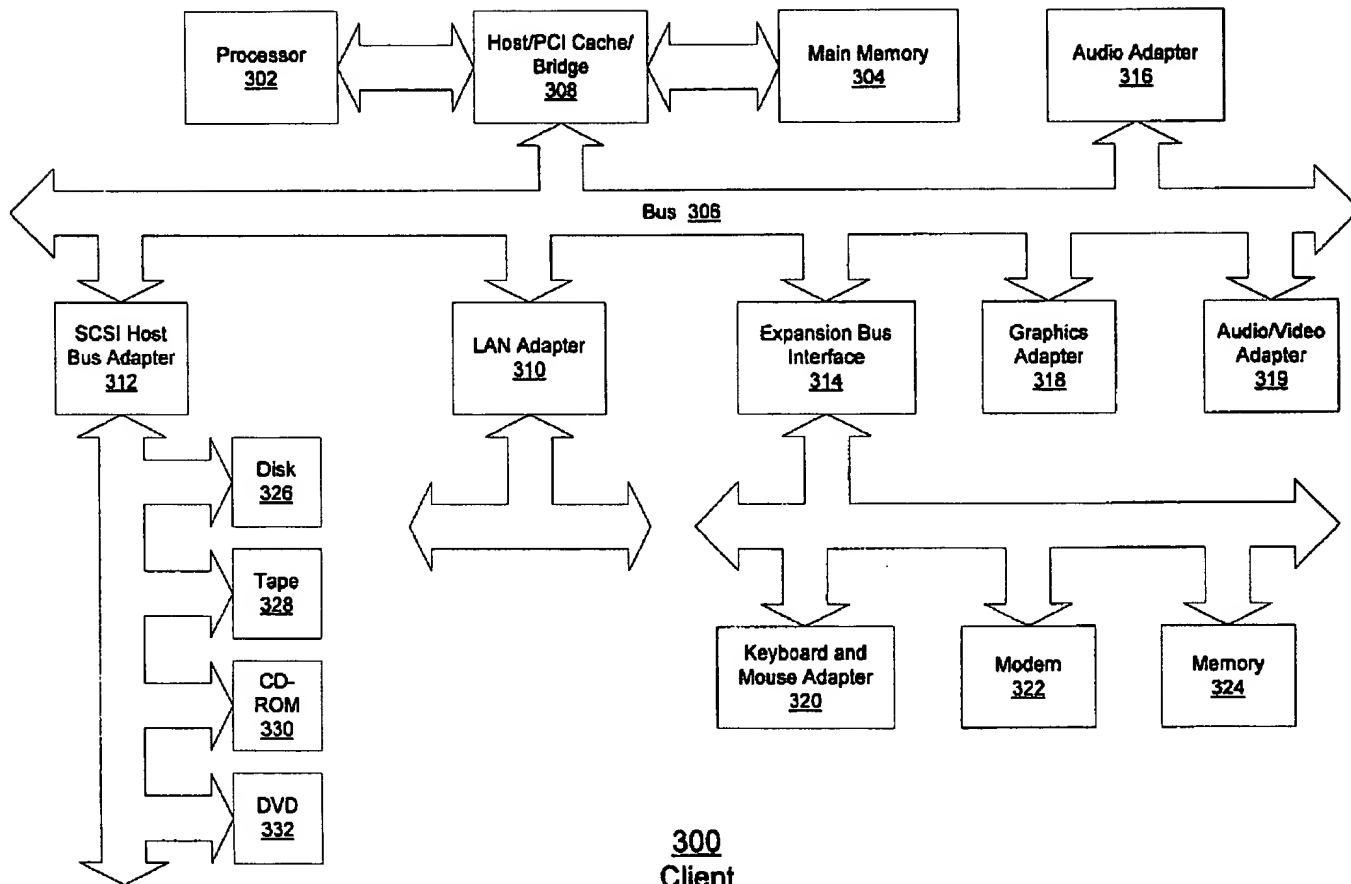 Processor
302
Host/PCI Cache/
Bridge
308
Main Memory
304
Audio Adapter
316
Bus 306
SCSI Host
Bus Adapter
312
LAN Adapter
310
Expansion Bus
Interface
314
Graphics
Adapter
318
Audio/Video
Adapter
319
Disk
326
Tape
328
CD-
ROM
330
DVD
332
Keyboard and
Mouse Adapter
320
Modem
322
Memory
324
300
Client